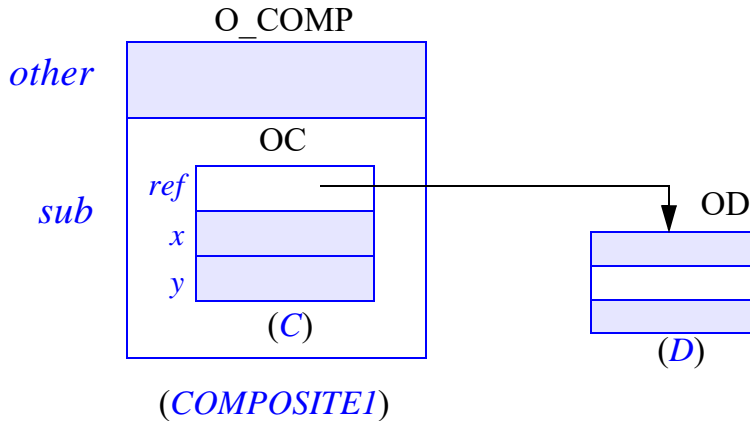 O_COMP
other
OC
ref
sub
OD
x
y
(C)
(D)
(COMPOSITE1)